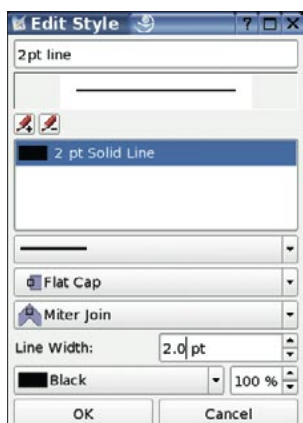 Edit Style ?
2pt line
2 pt Solid Line
Flat Cap
Miter Join
Line Width: 2.0 pt
Black 100 %
OK Cancel